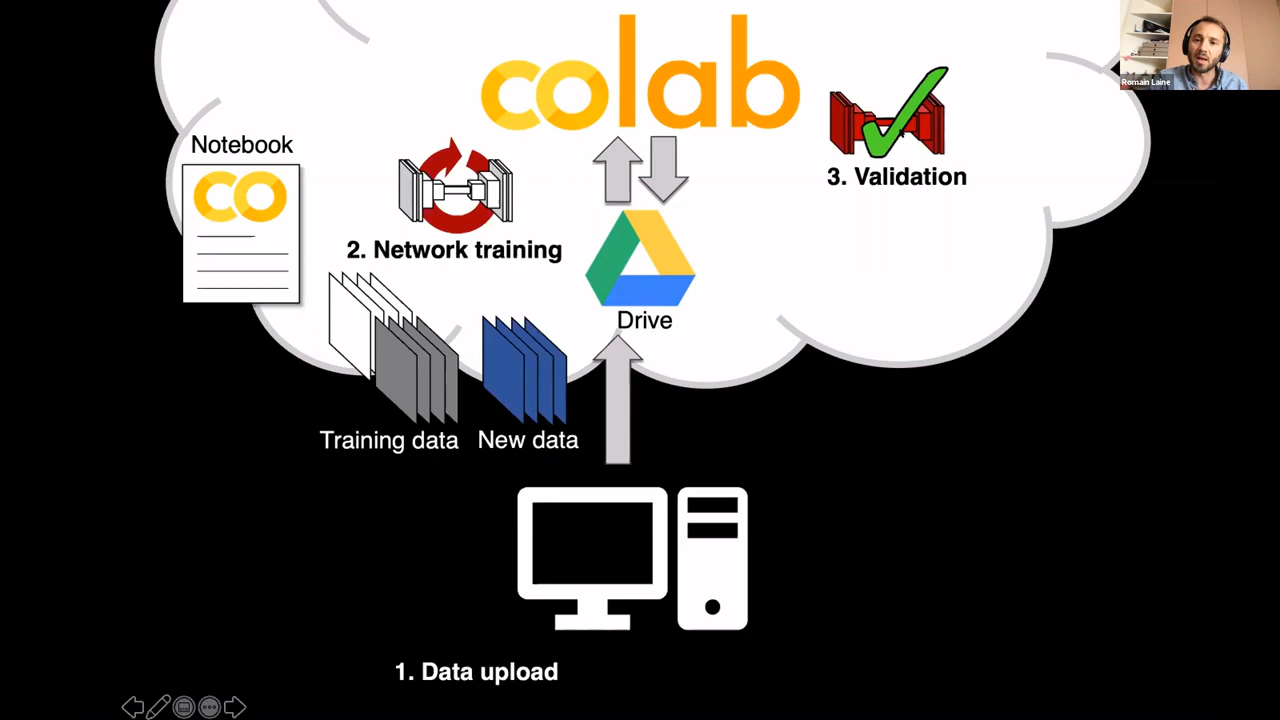 colab
Romain Laine
Notebook
CO
3. Validation
2. Network training
Drive
Training data
New data
1. Data upload